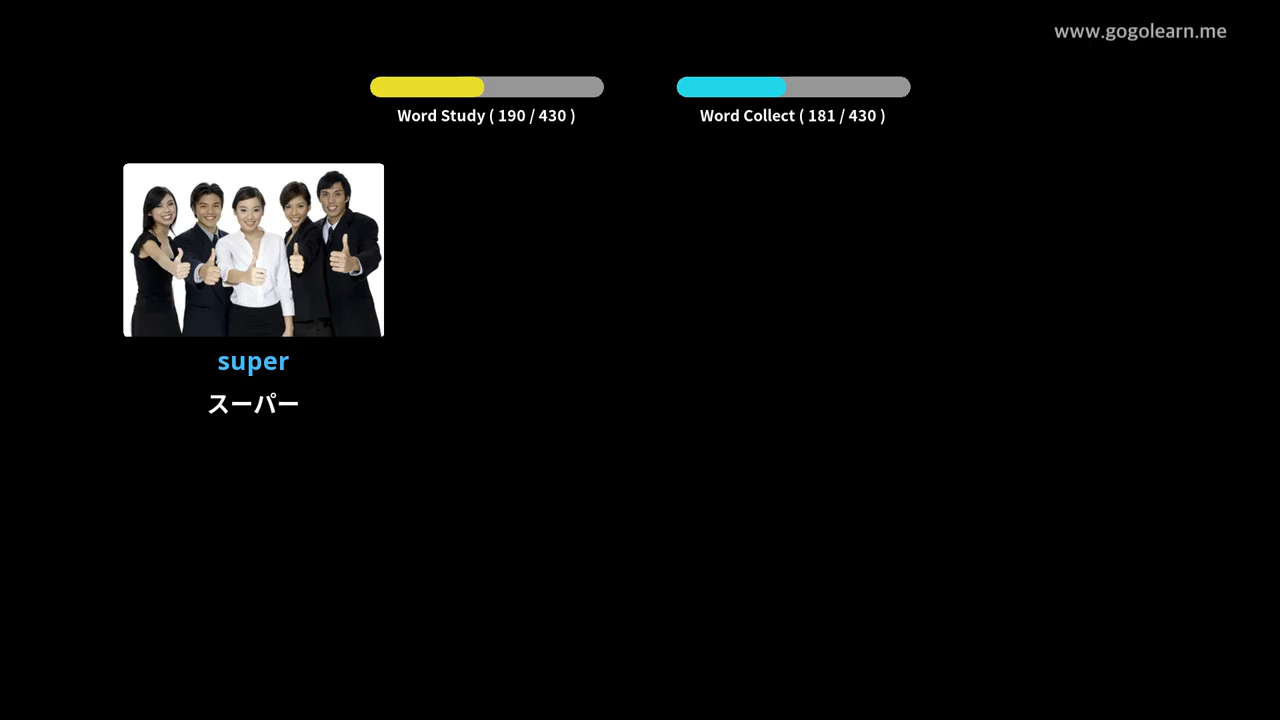 www.gogolearn.me
Word Study ( 190 / 430 )
Word Collect ( 181 / 430 )
super
スーパー